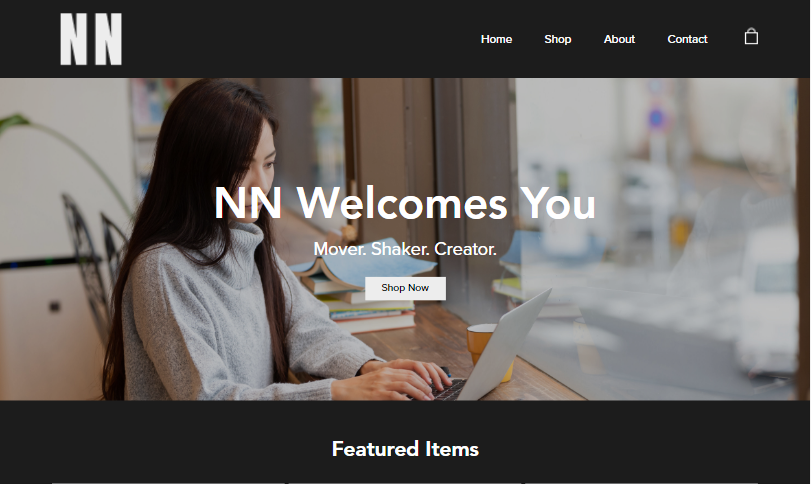 NN
Home Shop About Contact
NN Welcomes You
Mover. Shaker. Creator.
Shop Now
Featured Items